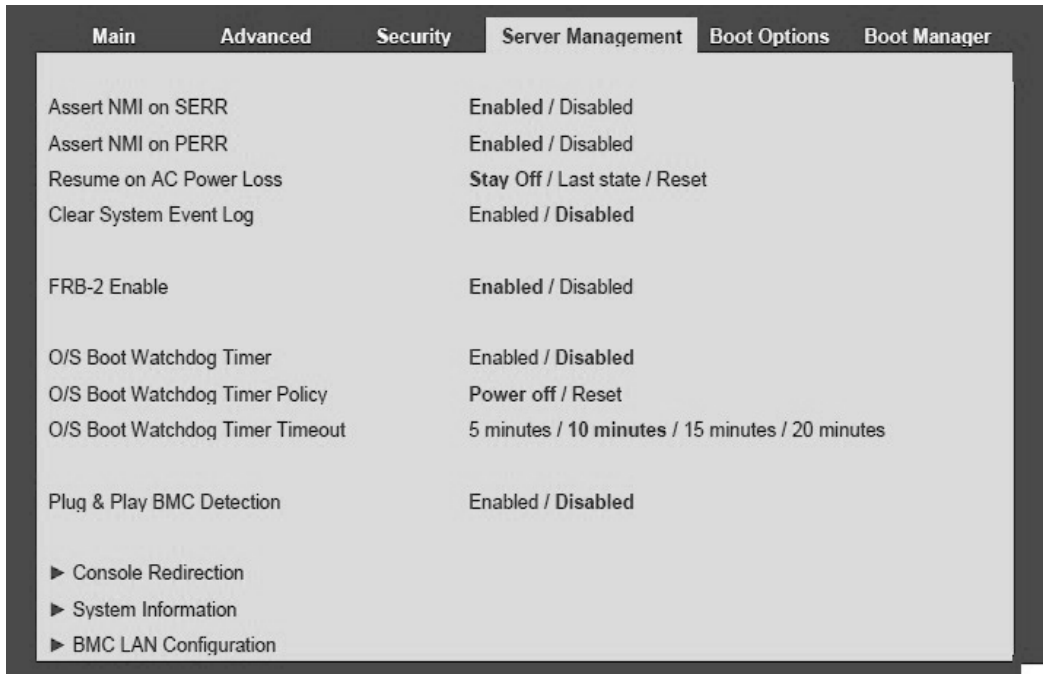 Main Advanced Security Server Management Boot Options Boot Manager
Assert NMI on SERR Enabled / Disabled
Assert NMI on PERR Enabled / Disabled
Resume on AC Power Loss Stay Off / Last state / Reset
Clear System Event Log Enabled / Disabled
FRB-2 Enable Enabled / Disabled
O/S Boot Watchdog Timer Enabled / Disabled
O/S Boot Watchdog Timer Policy Power off / Reset
O/S Boot Watchdog Timer Timeout 5 minutes / 10 minutes / 15 minutes / 20 minutes
Plug & Play BMC Detection Enabled / Disabled
► Console Redirection
► System Information
► BMC LAN Configuration